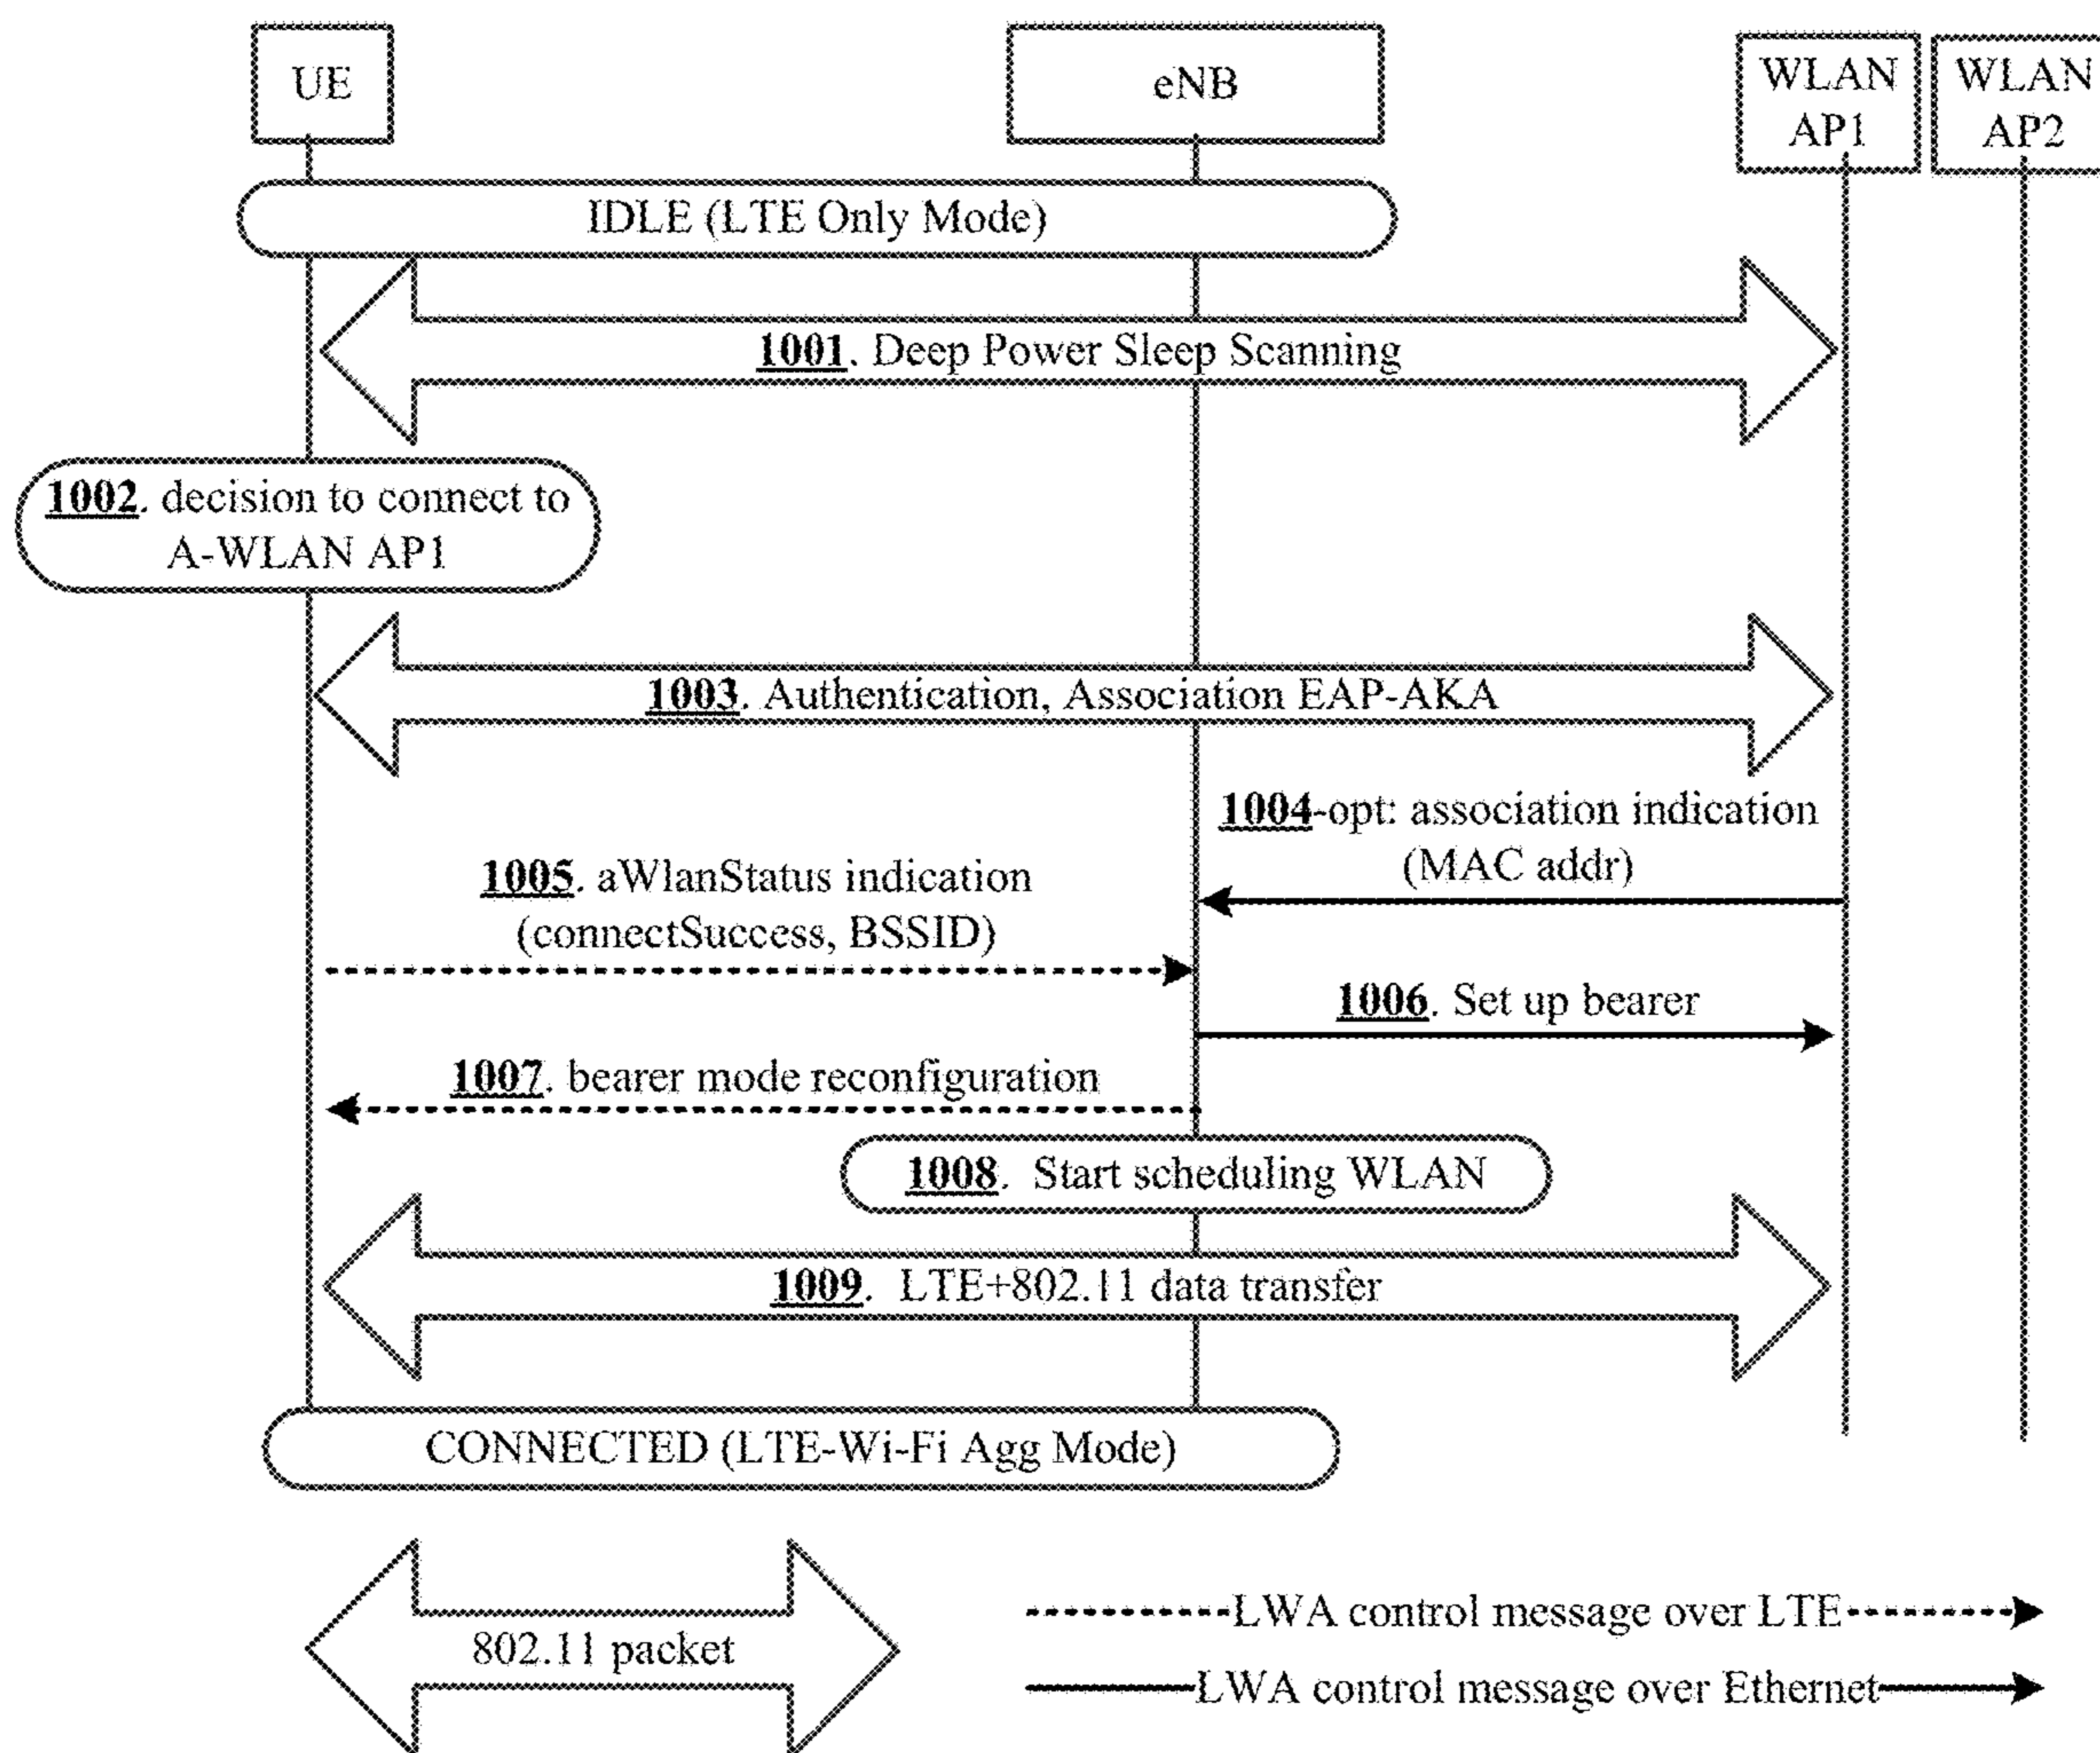 UE
eNB
WLAN
AP1
WLAN
AP2
IDLE (LTE Only Mode)
1001. Deep Power Sleep Scanning
1002. decision to connect to
A-WLAN AP1
1003. Authentication, Association EAP-AKA
1004-opt: association indication
(MAC addr)
1005. aWlanStatus indication
(connectSuccess, BSSID)
1006. Set up bearer
1007. bearer mode reconfiguration
1008. Start scheduling WLAN
1009. LTE+802.11 data transfer
CONNECTED (LTE-Wi-Fi Agg Mode)
802.11 packet
LWA control message over LTE
LWA control message over Ethernet